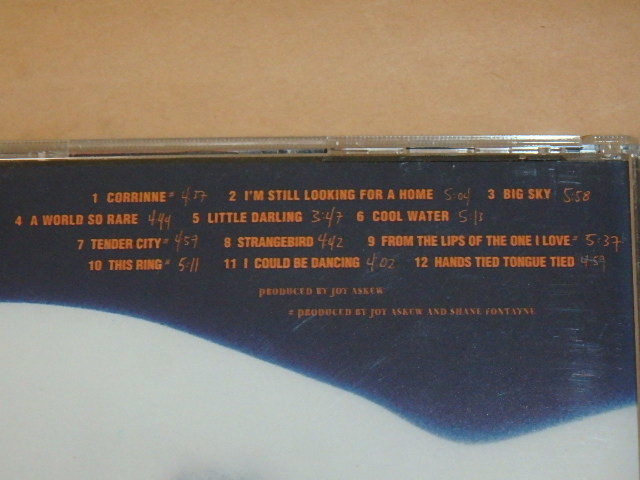 1 CORRINNE# 4:57 2 I'M STILL LOOKING FOR A HOME 5:04 3 BIG SKY 5:58
4 A WORLD SO RARE 4:49 5 LITTLE DARLING 3:47 6 COOL WATER 5:13
7 TENDER CITY# 4:59 8 STRANGEBIRD 4:42 9 FROM THE LIPS OF THE ONE I LOVE# 5:37
10 THIS RING# 5:11 11 I COULD BE DANCING 4:02 12 HANDS TIED TONGUE TIED 4:59
PRODUCED BY JOY ASKEW
# PRODUCED BY JOY ASKEW AND SHANE FONTAYNE